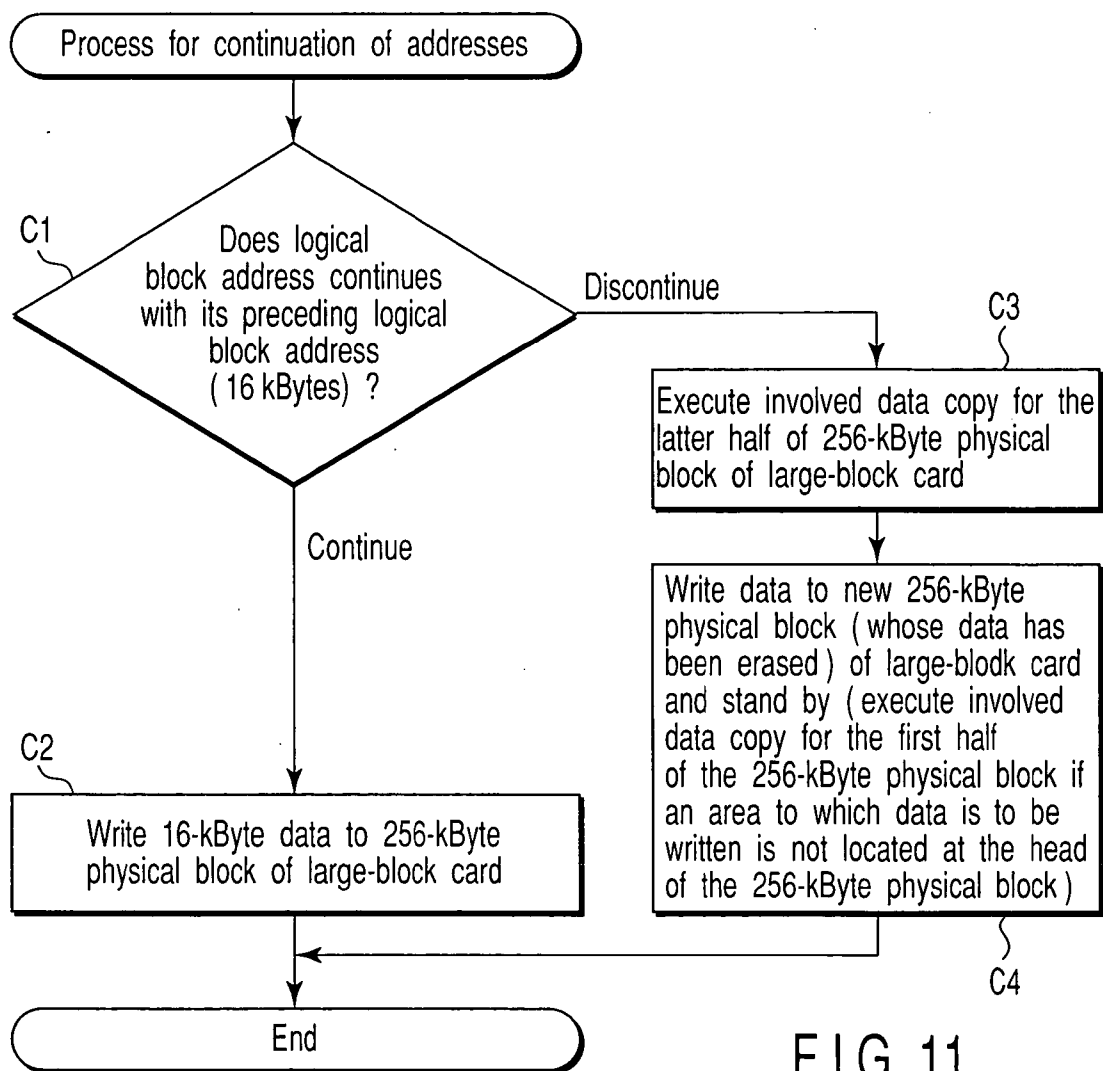 Process for continuation of addresses
C1
Does logical
block address continues
with its preceding logical
block address
( 16 kBytes ) ?
Discontinue
C3
Execute involved data copy for the
latter half of 256-kByte physical
block of large-block card
Continue
Write data to new 256-kByte
physical block ( whose data has
been erased ) of large-blodk card
and stand by ( execute involved
data copy for the first half
of the 256-kByte physical block if
an area to which data is to be
written is not located at the head
of the 256-kByte physical block )
C2
Write 16-kByte data to 256-kByte
physical block of large-block card
C4
End
FIG. 11